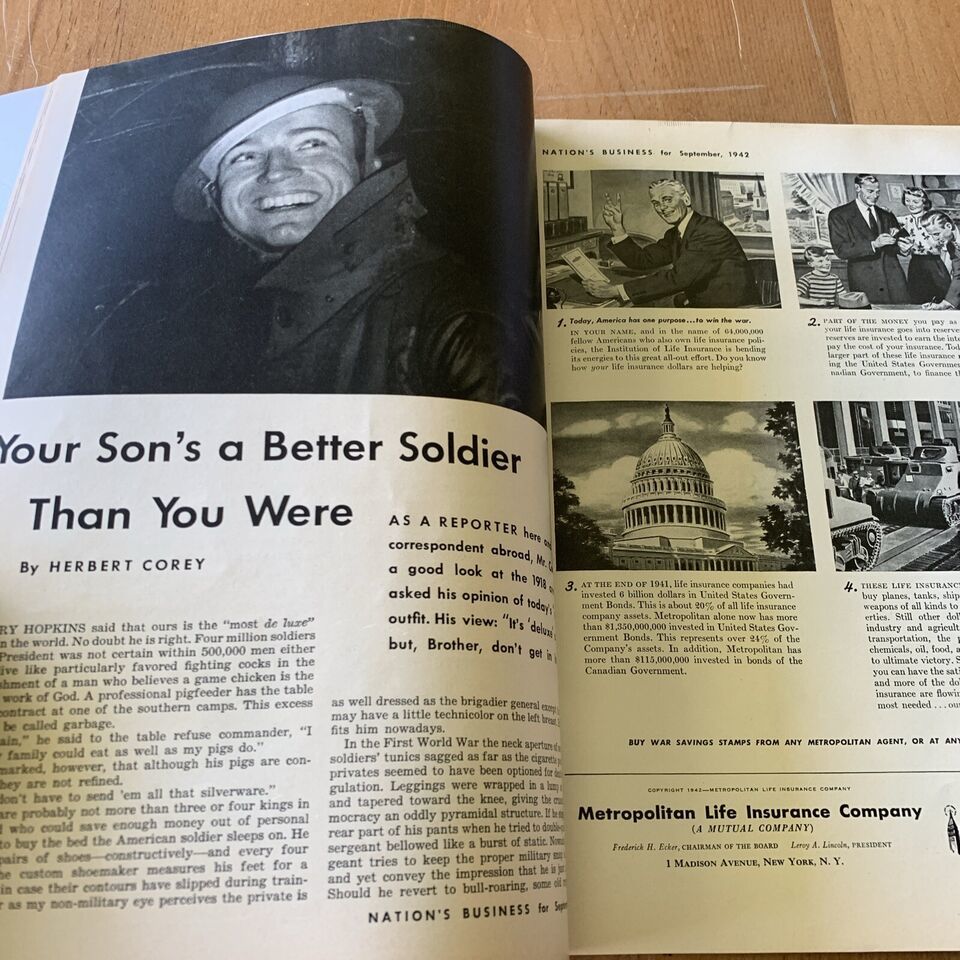 Your Son's a Better Soldier
Than You Were
By HERBERT COREY
AS A REPORTER here
correspondent abroad, Mr.
a good look at the 1918
asked his opinion of today's
outfit. His view: "It's 'deluxe
but, Brother, don't get in
RY HOPKINS said that ours is the "most de luxe"
n the world. No doubt he is right. Four million soldiers
President was not certain within 500,000 men either
ive like particularly favored fighting cocks in the
shment of a man who believes a game chicken is the
work of God. A professional pigfeeder has the table
contract at one of the southern camps. This excess
be called garbage.
ain," he said to the table refuse commander, "I
family could eat as well as my pigs do."
marked, however, that although his pigs are con-
hey are not refined.
don't have to send 'em all that silverware."
are probably not more than three or four kings in
d who could save enough money out of personal
to buy the bed the American soldier sleeps on. He
pairs of shoes—constructively—and every four
he custom shoemaker measures his feet for a
in case their contours have slipped during train-
r as my non-military eye perceives the private is
as well dressed as the brigadier general except
may have a little technicolor on the left breast.
fits him nowadays.
In the First World War the neck aperture of
soldiers' tunics sagged as far as the cigarette
privates seemed to have been optioned for
gulation. Leggings were wrapped in a lumpy
and tapered toward the knee, giving the
mocracy an oddly pyramidal structure. If he
rear part of his pants when he tried to
sergeant bellowed like a burst of static.
geant tries to keep the proper military
and yet convey the impression that he is
Should he revert to bull-roaring, some old
NATION'S BUSINESS for
NATION'S BUSINESS for September, 1942
1. Today, America has one purpose...to win the war.
IN YOUR NAME, and in the name of 64,000,000
fellow Americans who also own life insurance poli-
cies, the Institution of Life Insurance is bending
its energies to this great all-out effort. Do you know
how your life insurance dollars are helping?
2. PART OF THE MONEY you pay as
your life insurance goes into reserve
reserves are invested to earn the inte
pay the cost of your insurance. Tod
larger part of these life insurance
ing the United States Governm
nadian Government, to finance t
3. AT THE END OF 1941, life insurance companies had
invested 6 billion dollars in United States Govern-
ment Bonds. This is about 20% of all life insurance
company assets. Metropolitan alone now has more
than $1,350,000,000 invested in United States Gov-
ernment Bonds. This represents over 24% of the
Company's assets. In addition, Metropolitan has
more than $115,000,000 invested in bonds of the
Canadian Government.
4. THESE LIFE INSURANC
buy planes, tanks, ship
weapons of all kinds to
erties. Still other dol
industry and agricult
transportation, the p
chemicals, oil, food, a
to ultimate victory. S
you can have the sati
and more of the dol
insurance are flowin
most needed . . . our
BUY WAR SAVINGS STAMPS FROM ANY METROPOLITAN AGENT, OR AT ANY
COPYRIGHT 1942—METROPOLITAN LIFE INSURANCE COMPANY
Metropolitan Life Insurance Company
(A MUTUAL COMPANY)
Frederick H. Ecker, CHAIRMAN OF THE BOARD Leroy A. Lincoln, PRESIDENT
1 MADISON AVENUE, NEW YORK, N. Y.